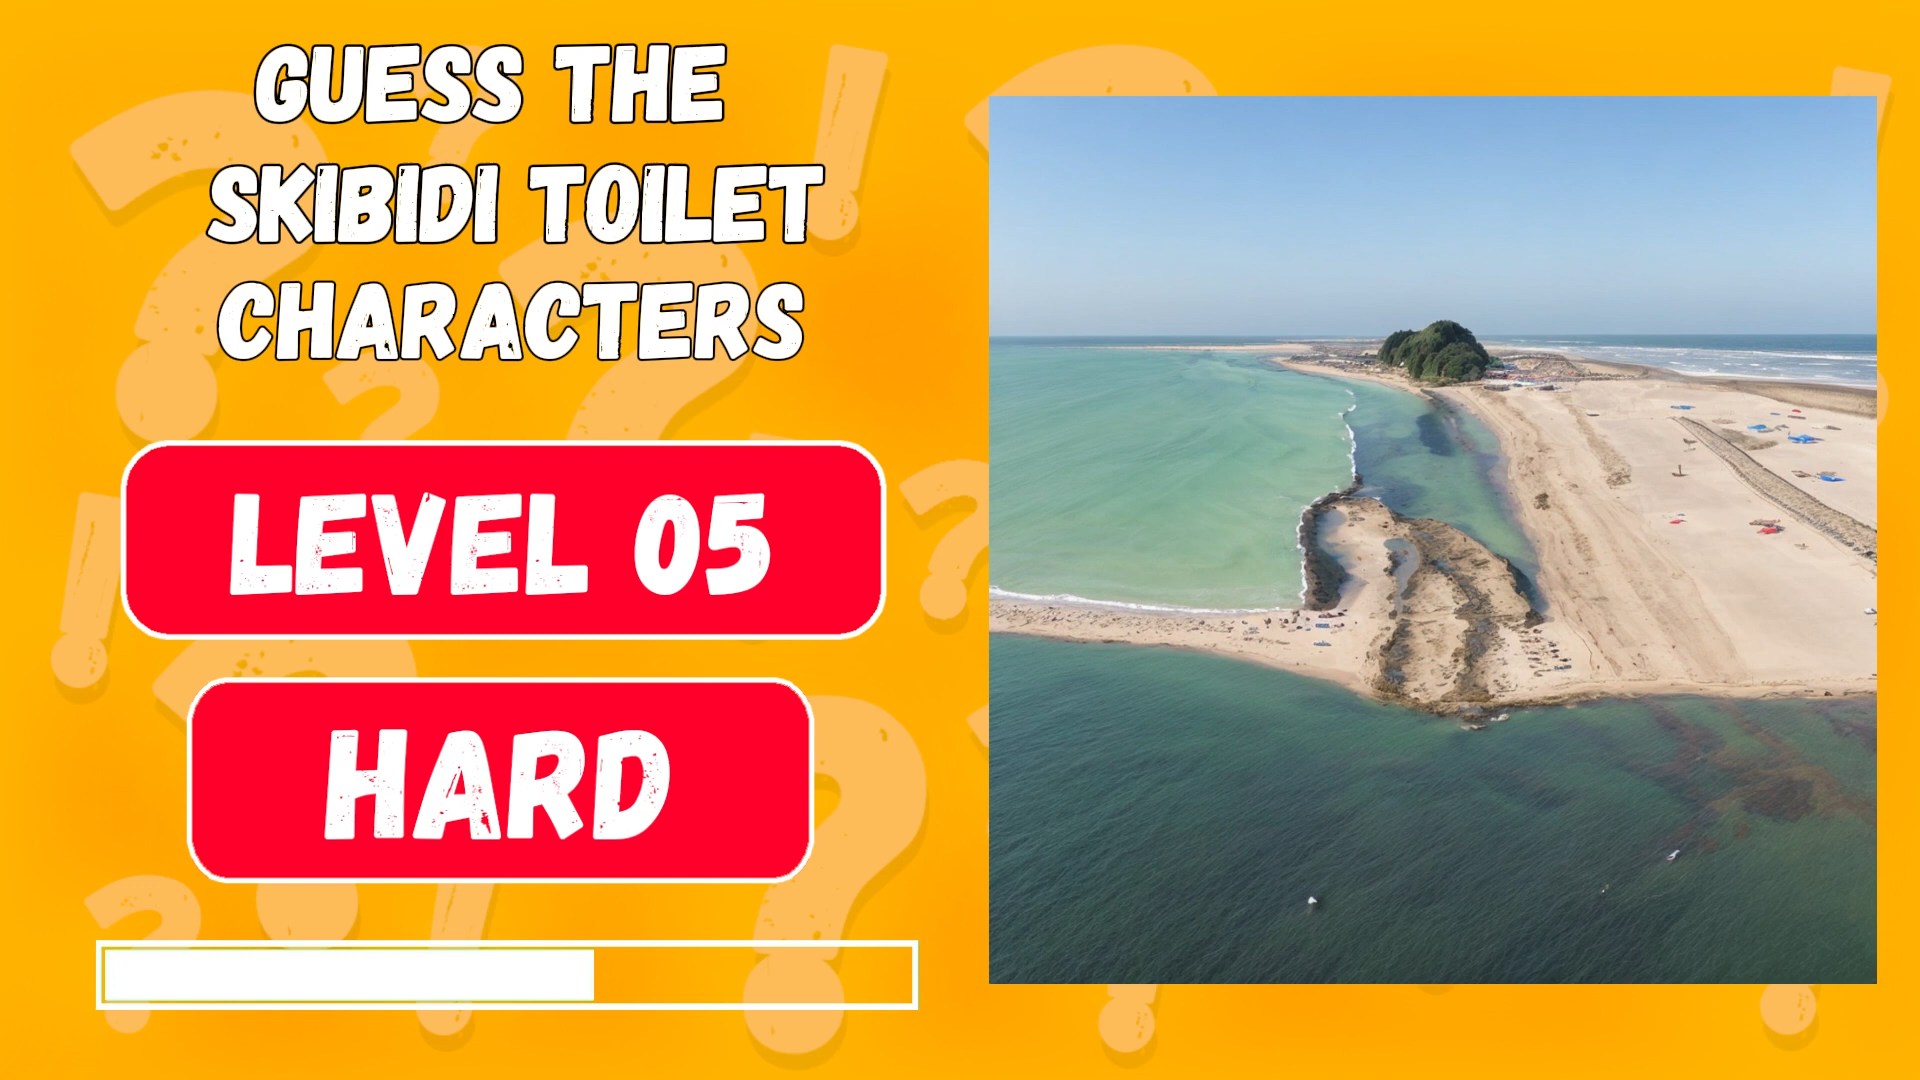 GUESS THE
SKIBIDI TOILET
CHARACTERS
LEVEL 05
HARD